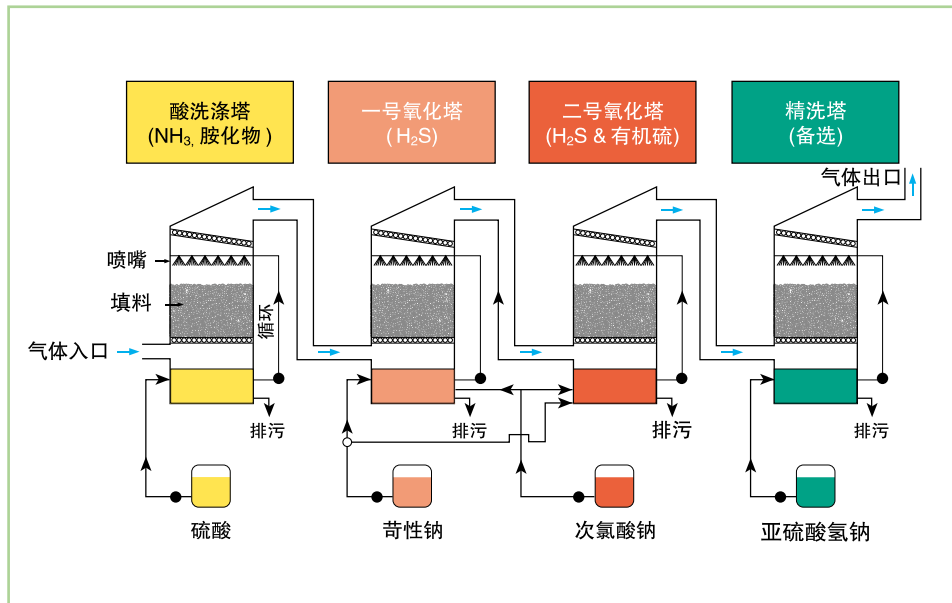 酸洗涤塔
(NH₃, 胺化物)
一号氧化塔
(H₂S)
二号氧化塔
(H₂S & 有机硫)
精洗塔
(备选)
气体出口
喷嘴
填料
循环
气体入口
排污
排污
排污
排污
硫酸
苛性钠
次氯酸钠
亚硫酸氢钠